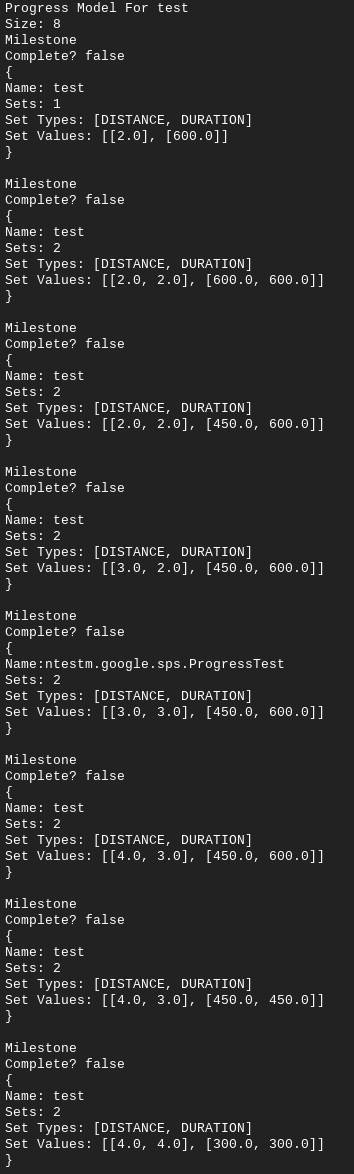 Progress Model For test
Size: 8
Milestone
Complete? false
{
Name: test
Sets: 1
Set Types: [DISTANCE, DURATION]
Set Values: [[2.0], [600.0]]
}
Milestone
Complete? false
{
Name: test
Sets: 2
Set Types: [DISTANCE, DURATION]
Set Values: [[2.0, 2.0], [600.0, 600.0]]
}
Milestone
Complete? false
{
Name: test
Sets: 2
Set Types: [DISTANCE, DURATION]
Set Values: [[2.0, 2.0], [450.0, 600.0]]
}
Milestone
Complete? false
{
Name: test
Sets: 2
Set Types: [DISTANCE, DURATION]
Set Values: [[3.0, 2.0], [450.0, 600.0]]
}
Milestone
Complete? false
{
Name:ntestm.google.sps.ProgressTest
Sets: 2
Set Types: [DISTANCE, DURATION]
Set Values: [[3.0, 3.0], [450.0, 600.0]]
}
Milestone
Complete? false
{
Name: test
Sets: 2
Set Types: [DISTANCE, DURATION]
Set Values: [[4.0, 3.0], [450.0, 600.0]]
}
Milestone
Complete? false
{
Name: test
Sets: 2
Set Types: [DISTANCE, DURATION]
Set Values: [[4.0, 3.0], [450.0, 450.0]]
}
Milestone
Complete? false
{
Name: test
Sets: 2
Set Types: [DISTANCE, DURATION]
Set Values: [[4.0, 4.0], [300.0, 300.0]]
}